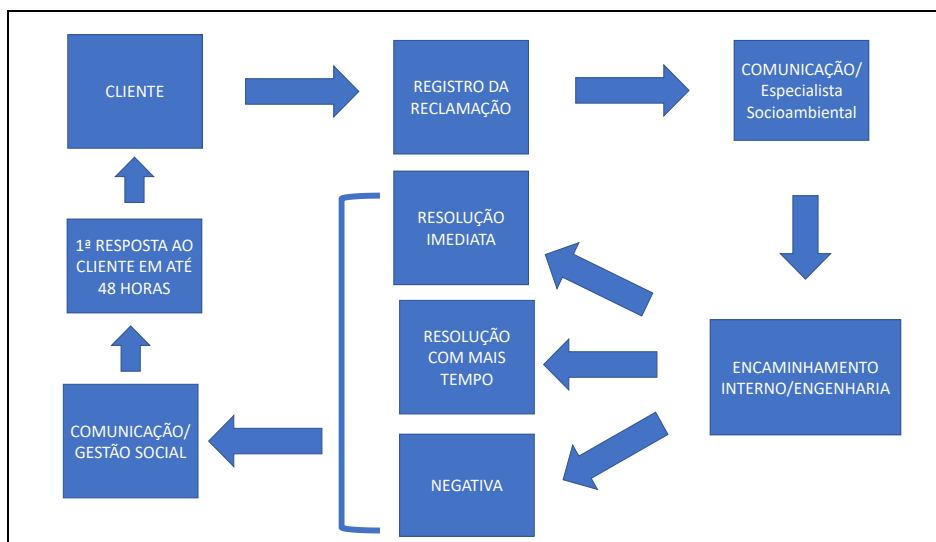 CLIENTE
REGISTRO DA
RECLAMAÇÃO
COMUNICAÇÃO/
Especialista
Socioambiental
RESOLUÇÃO
IMEDIATA
1ª RESPOSTA AO
CLIENTE EM ATÉ
48 HORAS
RESOLUÇÃO
COM MAIS
TEMPO
ENCAMINHAMENTO
INTERNO/ENGENHARIA
COMUNICAÇÃO/
GESTÃO SOCIAL
NEGATIVA